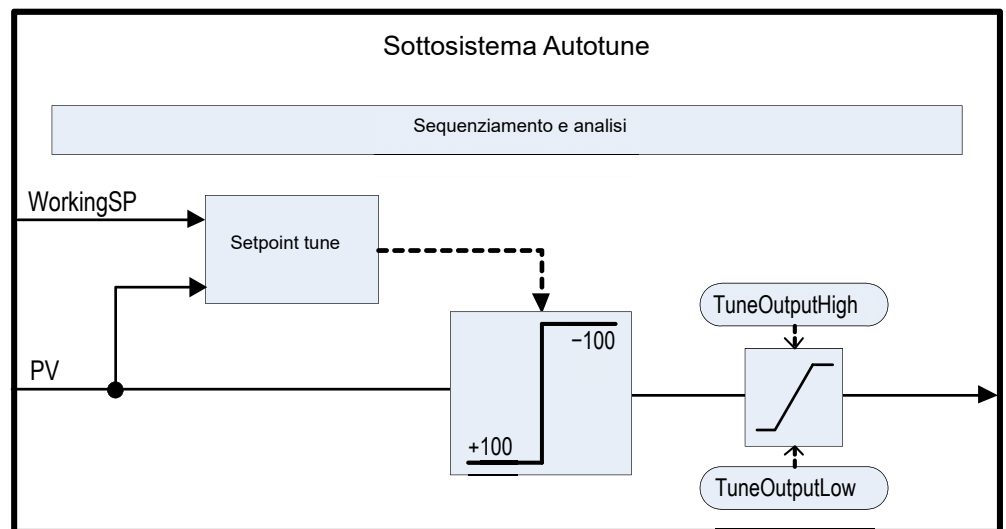 Sottosistema Autotune
Sequenziamento e analisi
WorkingSP
Setpoint tune
TuneOutputHigh
−100
PV
+100
TuneOutputLow